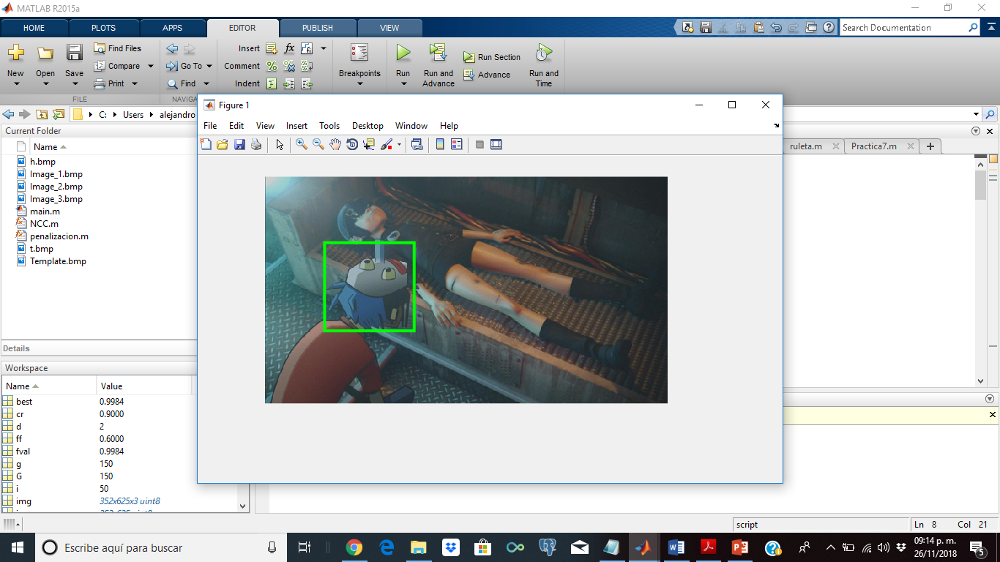 MATLAB R2015a
HOME PLOTS APPS EDITOR PUBLISH VIEW
Search Documentation
New Open Save
Find Files
Compare
Print
FILE
Go To
Find
NAVIGA
Insert
Comment
Indent
fx
Breakpoints
Run
Run and Advance
Run Section
Advance
Run and Time
C: Users alejandro
Current Folder
Name
h.bmp
Image_1.bmp
Image_2.bmp
Image_3.bmp
main.m
NCC.m
penalizacion.m
t.bmp
Template.bmp
Details
Workspace
Name Value
best 0.9984
cr 0.9000
d 2
ff 0.6000
fval 0.9984
g 150
G 150
i 50
img 352x625x3 uint8
Figure 1
File Edit View Insert Tools Desktop Window Help
ruleta.m Practica7.m
script
Ln 8 Col 21
Escribe aquí para buscar
09:14 p. m.
26/11/2018
5